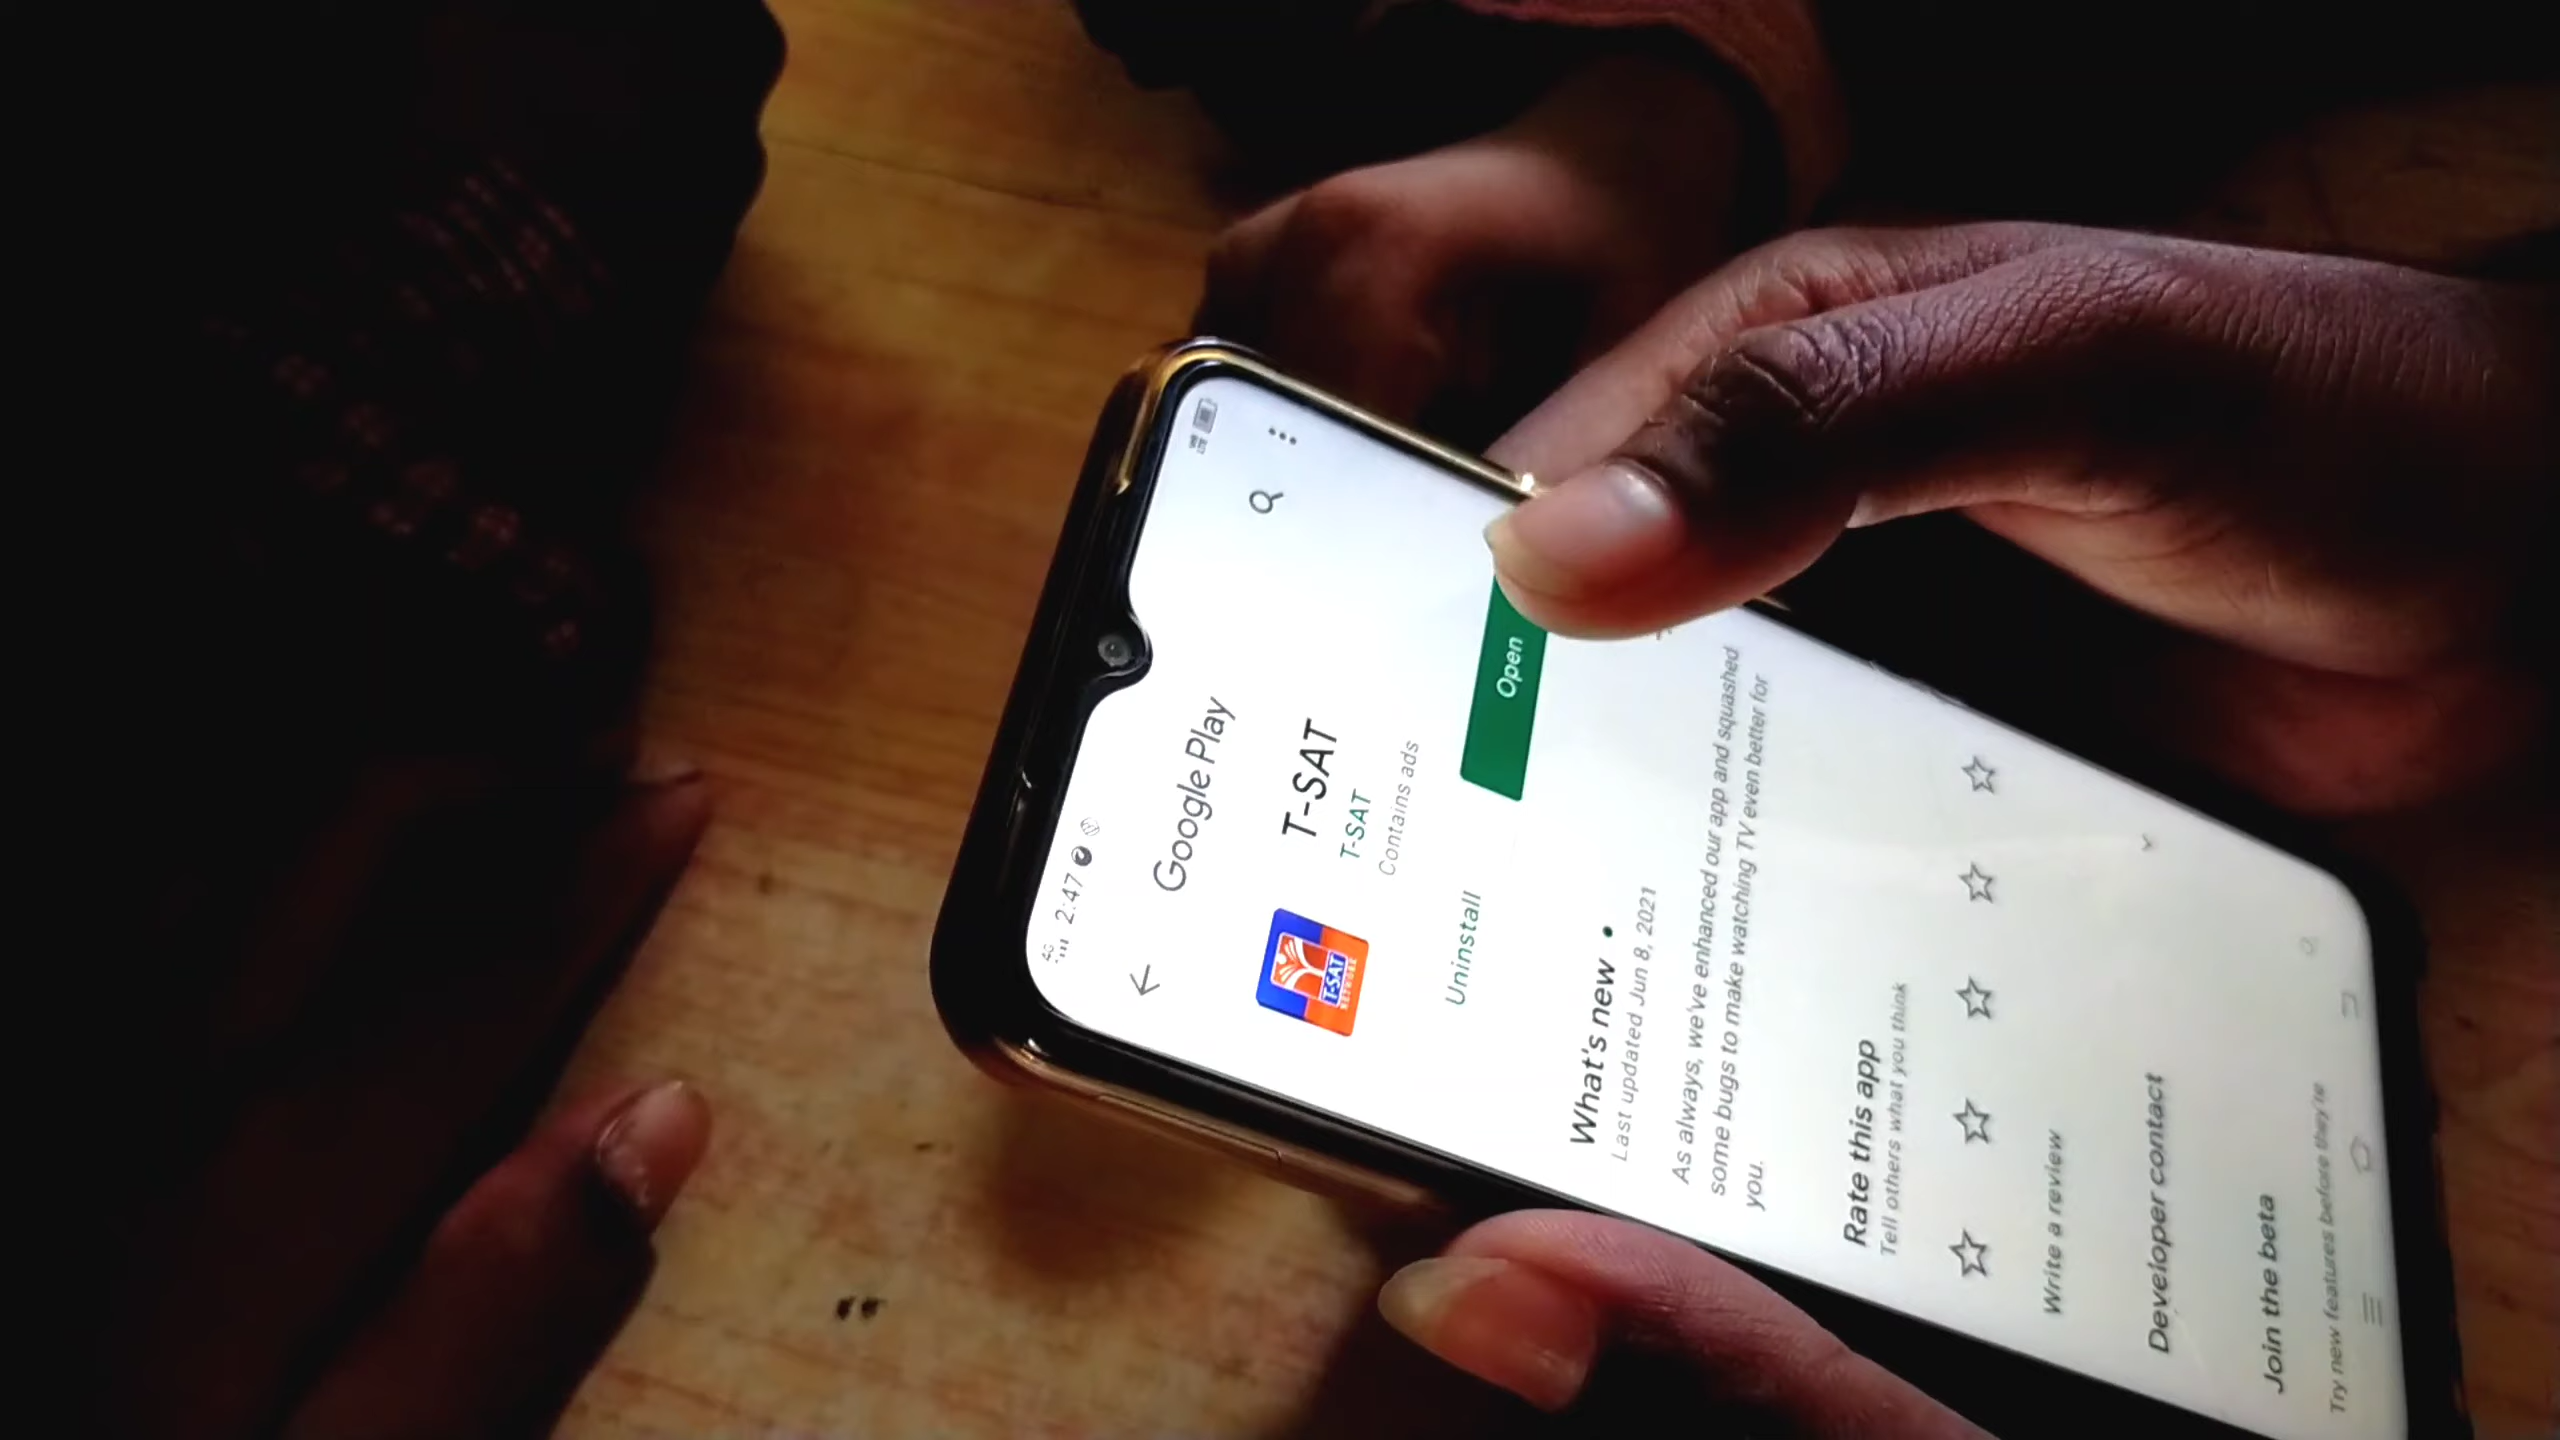 4G 2:47
Google Play
T-SAT
T-SAT
Contains ads
T-SAT
NETWORK
Uninstall
Open
What's new •
Last updated Jun 8, 2021
As always, we've enhanced our app and squashed
some bugs to make watching TV even better for
you.
Rate this app
Tell others what you think
Write a review
Developer contact
Join the beta
Try new features before they're